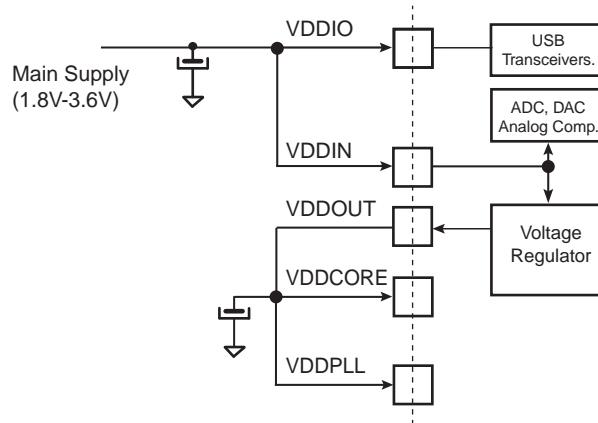 VDDIO
USB
Transceivers.
Main Supply
(1.8V-3.6V)
ADC, DAC
Analog Comp.
VDDIN
VDDOUT
Voltage
Regulator
VDDCORE
VDDPLL